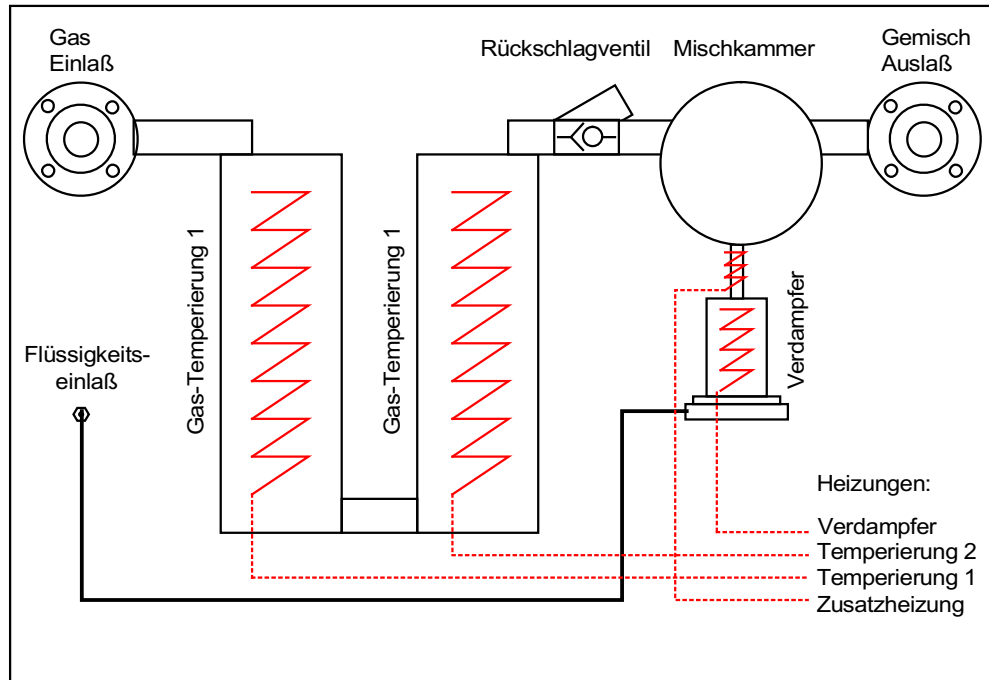 Gas
Einlaß
Rückschlagventil
Mischkammer
Gemisch
Auslaß
Gas-Temperierung 1
Gas-Temperierung 1
Verdampfer
Flüssigkeits-
einlaß
Heizungen:
Verdampfer
Temperierung 2
Temperierung 1
Zusatzheizung